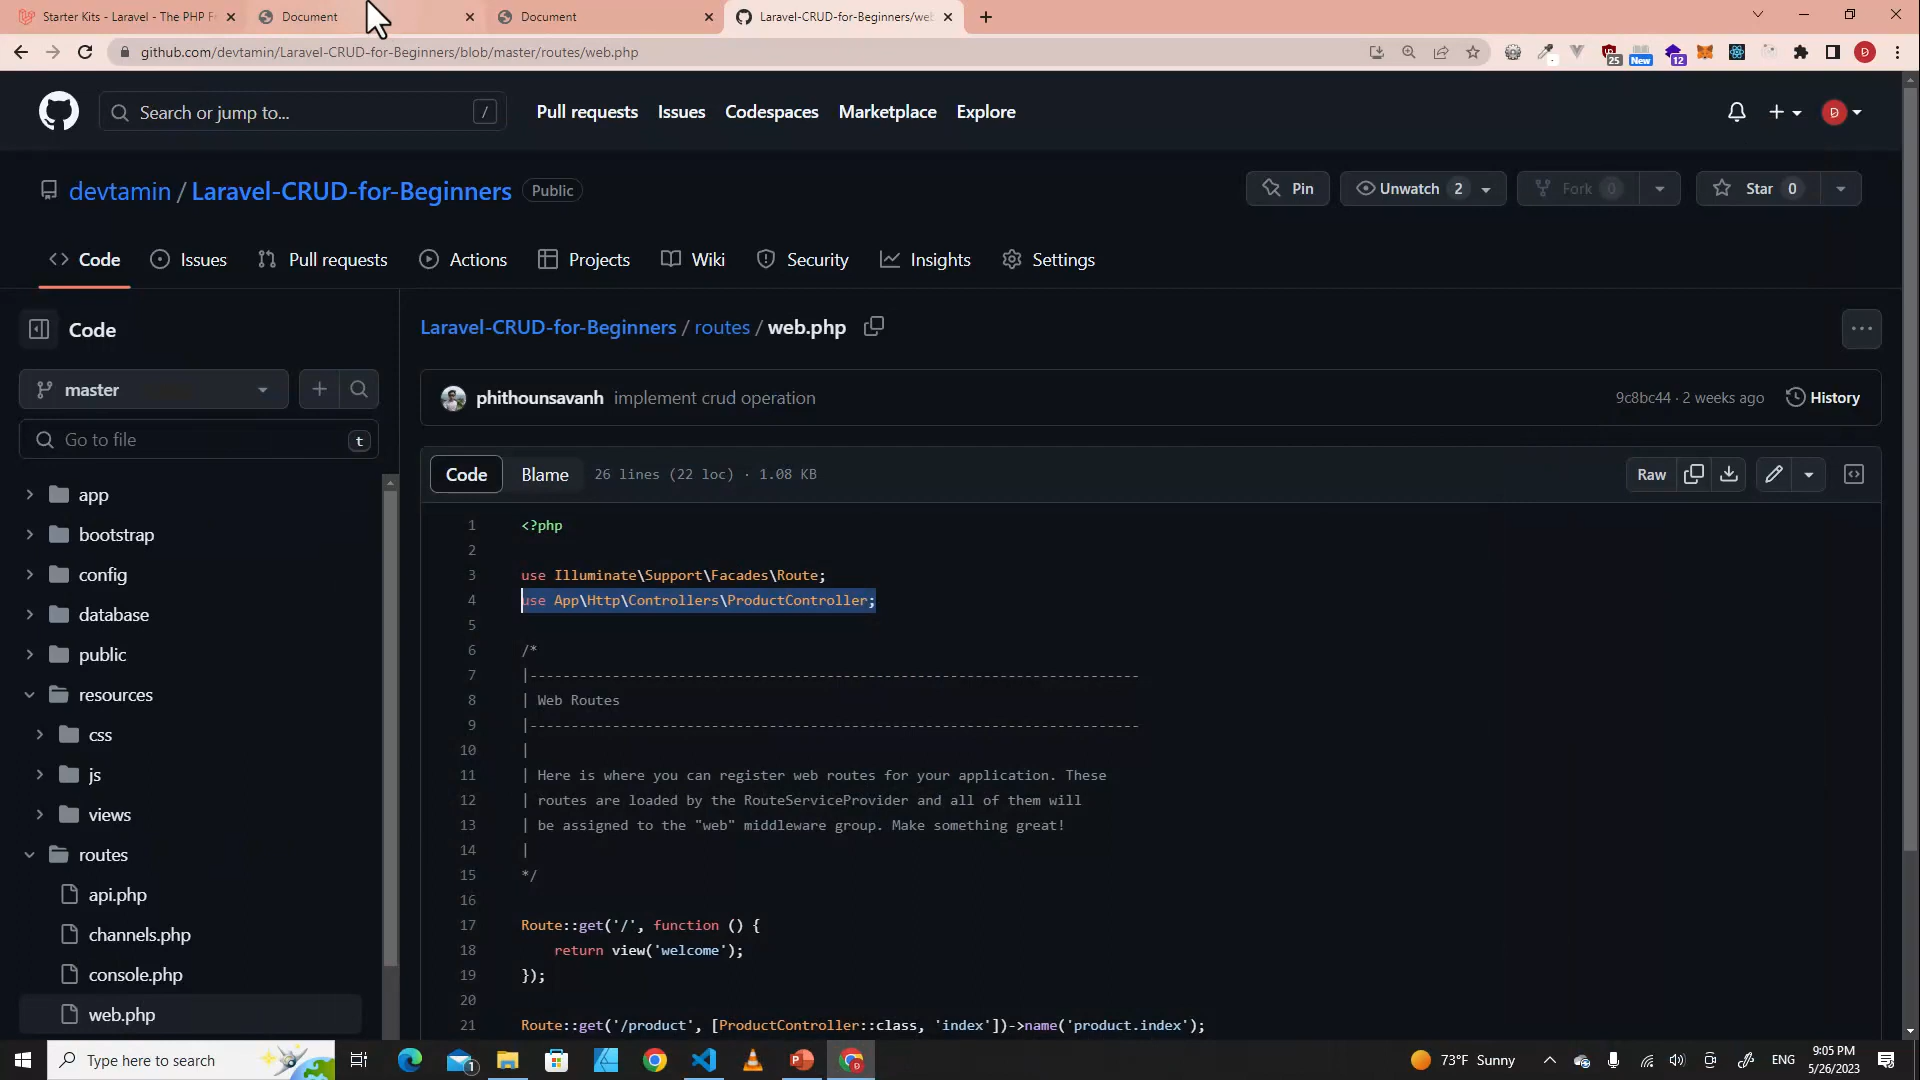 Starter Kits - Laravel - The PHP F
Document
Document
Laravel-CRUD-for-Beginners/web
github.com/devtamin/Laravel-CRUD-for-Beginners/blob/master/routes/web.php
25
New
12
D
Search or jump to...
/
Pull requests
Issues
Codespaces
Marketplace
Explore
D
devtamin / Laravel-CRUD-for-Beginners
Public
Pin
Unwatch 2
Fork 0
Star 0
Code
Issues
Pull requests
Actions
Projects
Wiki
Security
Insights
Settings
Code
master
Go to file
t
app
bootstrap
config
database
public
resources
css
js
views
routes
api.php
channels.php
console.php
web.php
Laravel-CRUD-for-Beginners / routes / web.php
phithounsavanh implement crud operation
9c8bc44 · 2 weeks ago
History
Code
Blame
26 lines (22 loc) · 1.08 KB
Raw
1 <?php
2
3 use Illuminate\Support\Facades\Route;
4 use App\Http\Controllers\ProductController;
5
6 /*
7 |--------------------------------------------------------------------------
8 | Web Routes
9 |--------------------------------------------------------------------------
10 |
11 | Here is where you can register web routes for your application. These
12 | routes are loaded by the RouteServiceProvider and all of them will
13 | be assigned to the "web" middleware group. Make something great!
14 |
15 */
16
17 Route::get('/', function () {
18 return view('welcome');
19 });
20
21 Route::get('/product', [ProductController::class, 'index'])->name('product.index');
Type here to search
1
73°F Sunny
ENG
9:05 PM
5/26/2023